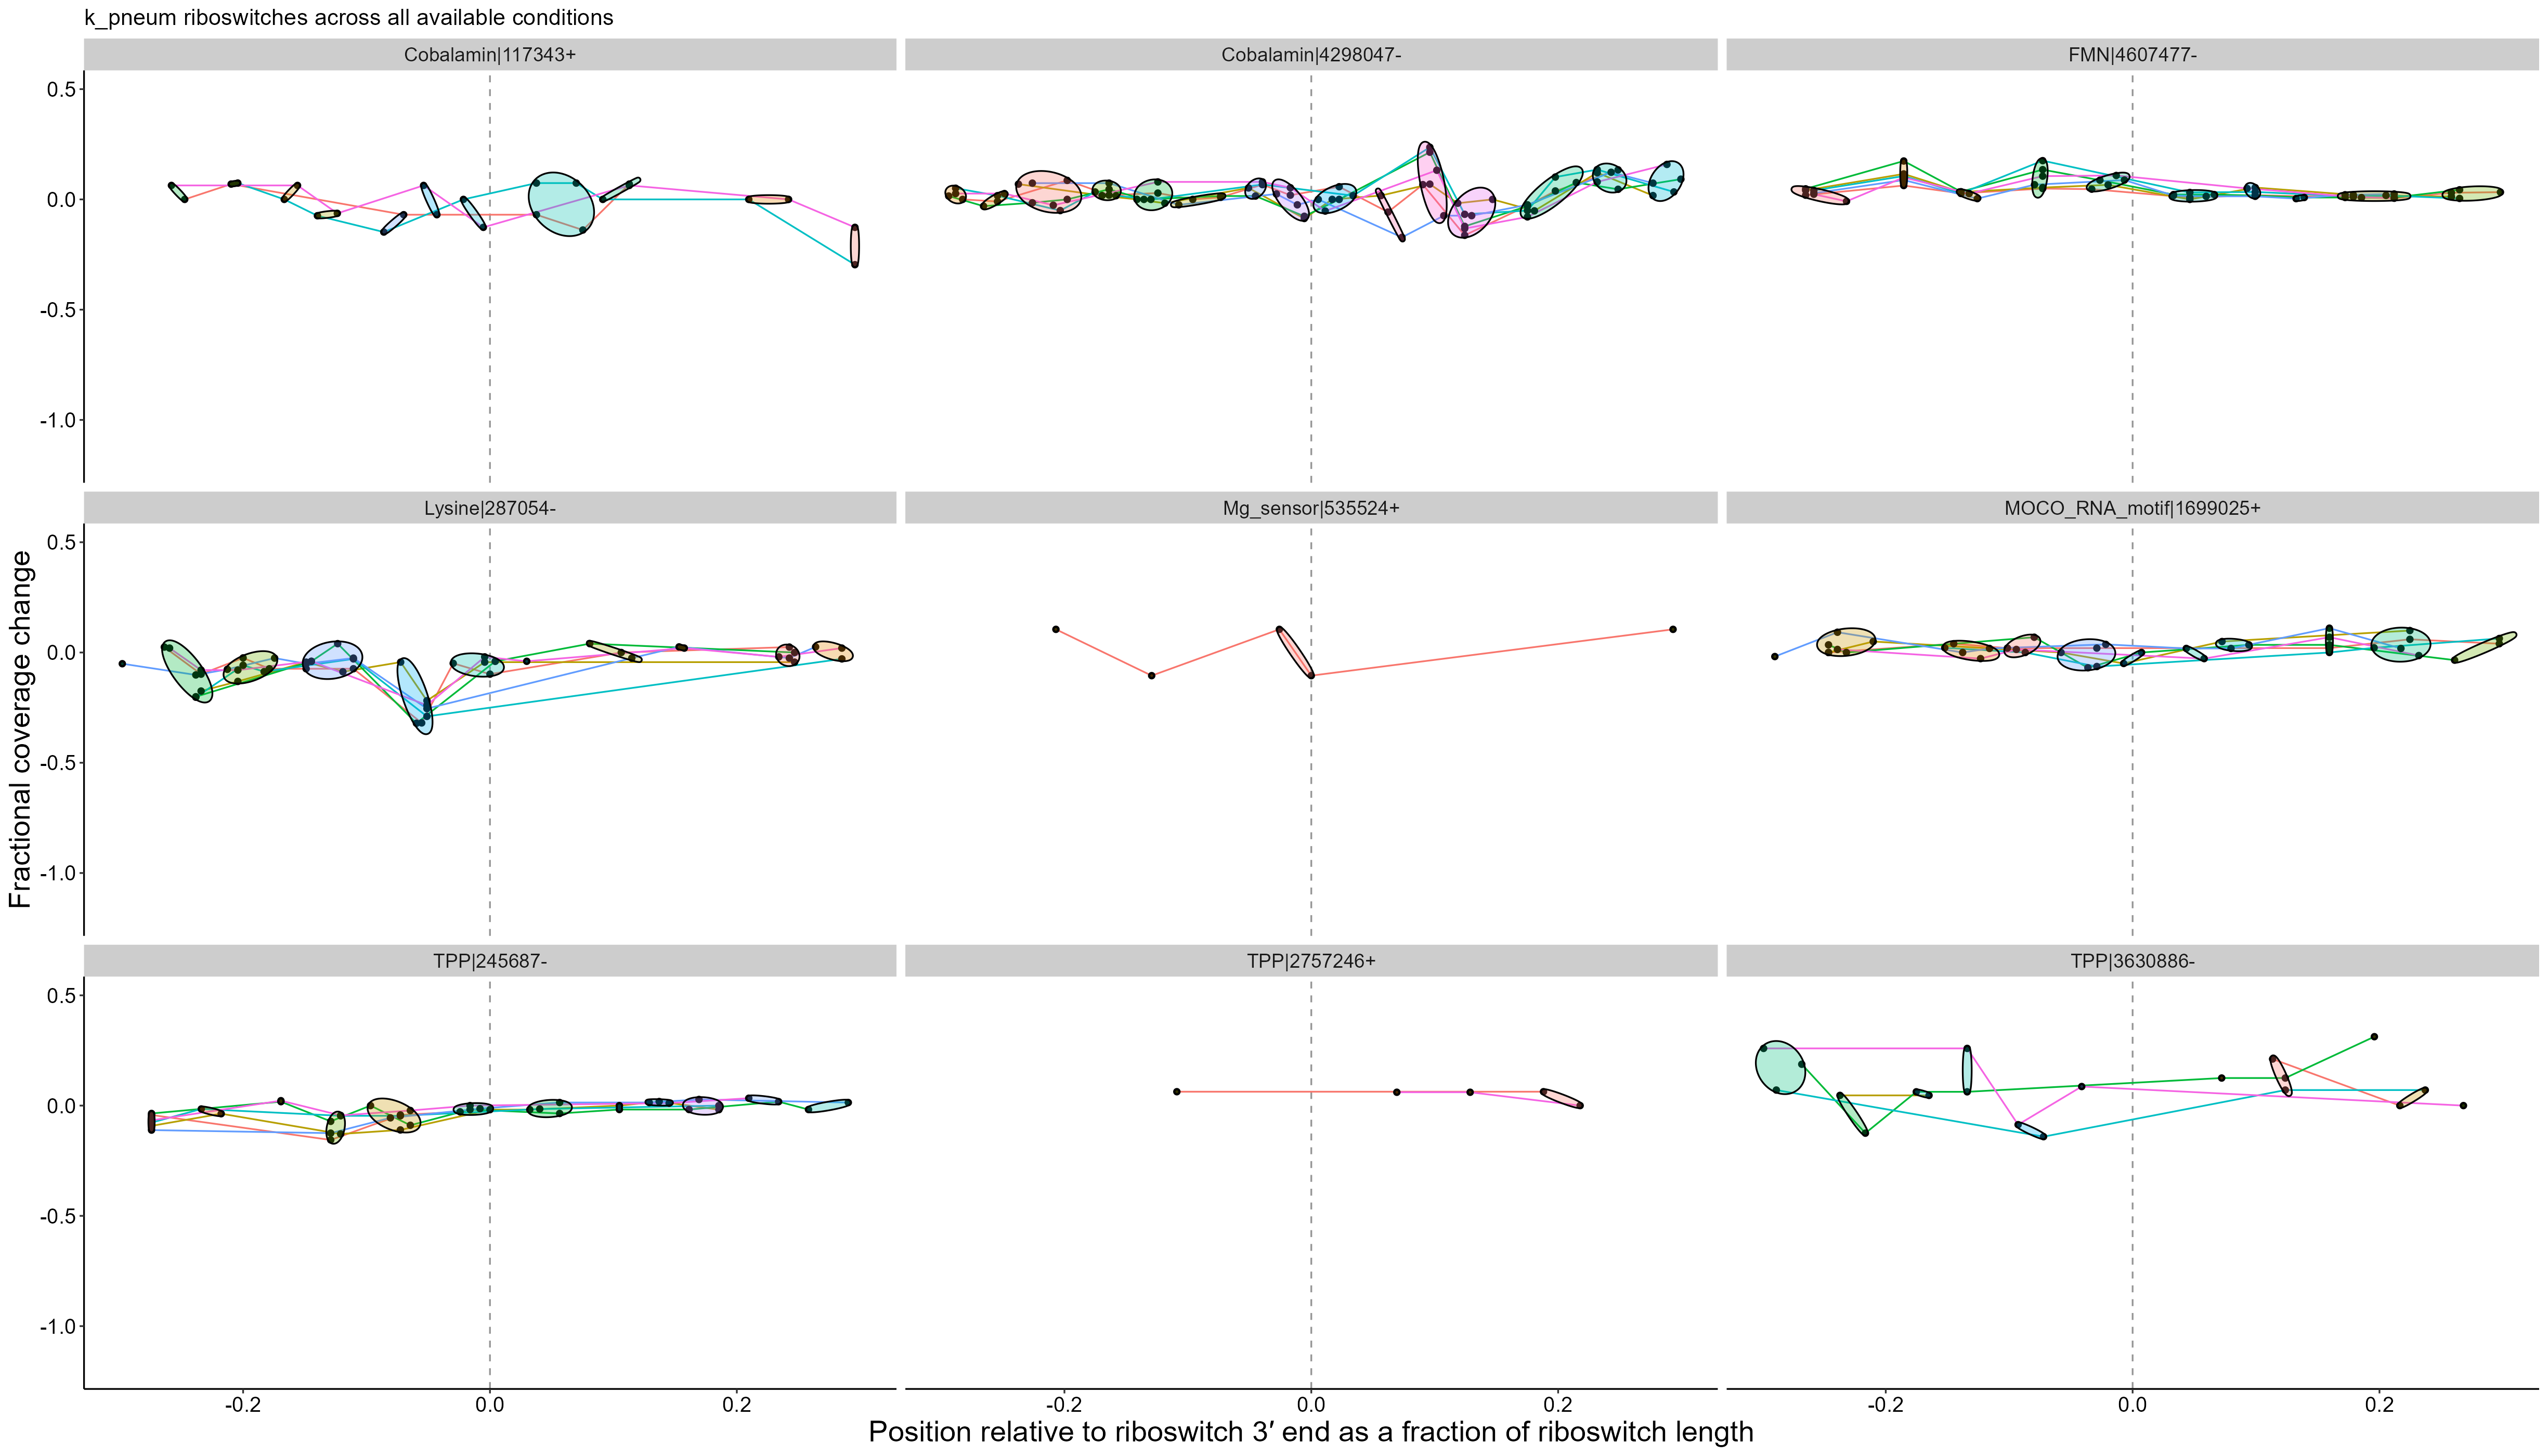 k_pneum riboswitches across all available conditions
Cobalamin|117343+
Cobalamin|4298047-
FMN|4607477-
0.5
0.0
-0.5
-1.0
Lysine|287054-
Mg_sensor|535524+
MOCO_RNA_motif|1699025+
0.5
0.0
-0.5
-1.0
Fractional coverage change
TPP|245687-
TPP|2757246+
TPP|3630886-
0.5
0.0
-0.5
-1.0
-0.2 0.0 0.2
-0.2 0.0 0.2
-0.2 0.0 0.2
Position relative to riboswitch 3′ end as a fraction of riboswitch length